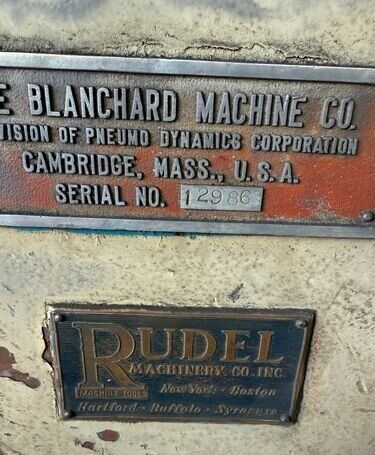 E BLANCHARD MACHINE CO.
VISION OF PNEUMO DYNAMICS CORPORATION
CAMBRIDGE, MASS., U.S.A.
SERIAL NO. 12986
RUDEL
MACHINERY CO., INC.
MACHINE TOOLS
New York - Boston
Hartford - Buffalo - Syracuse